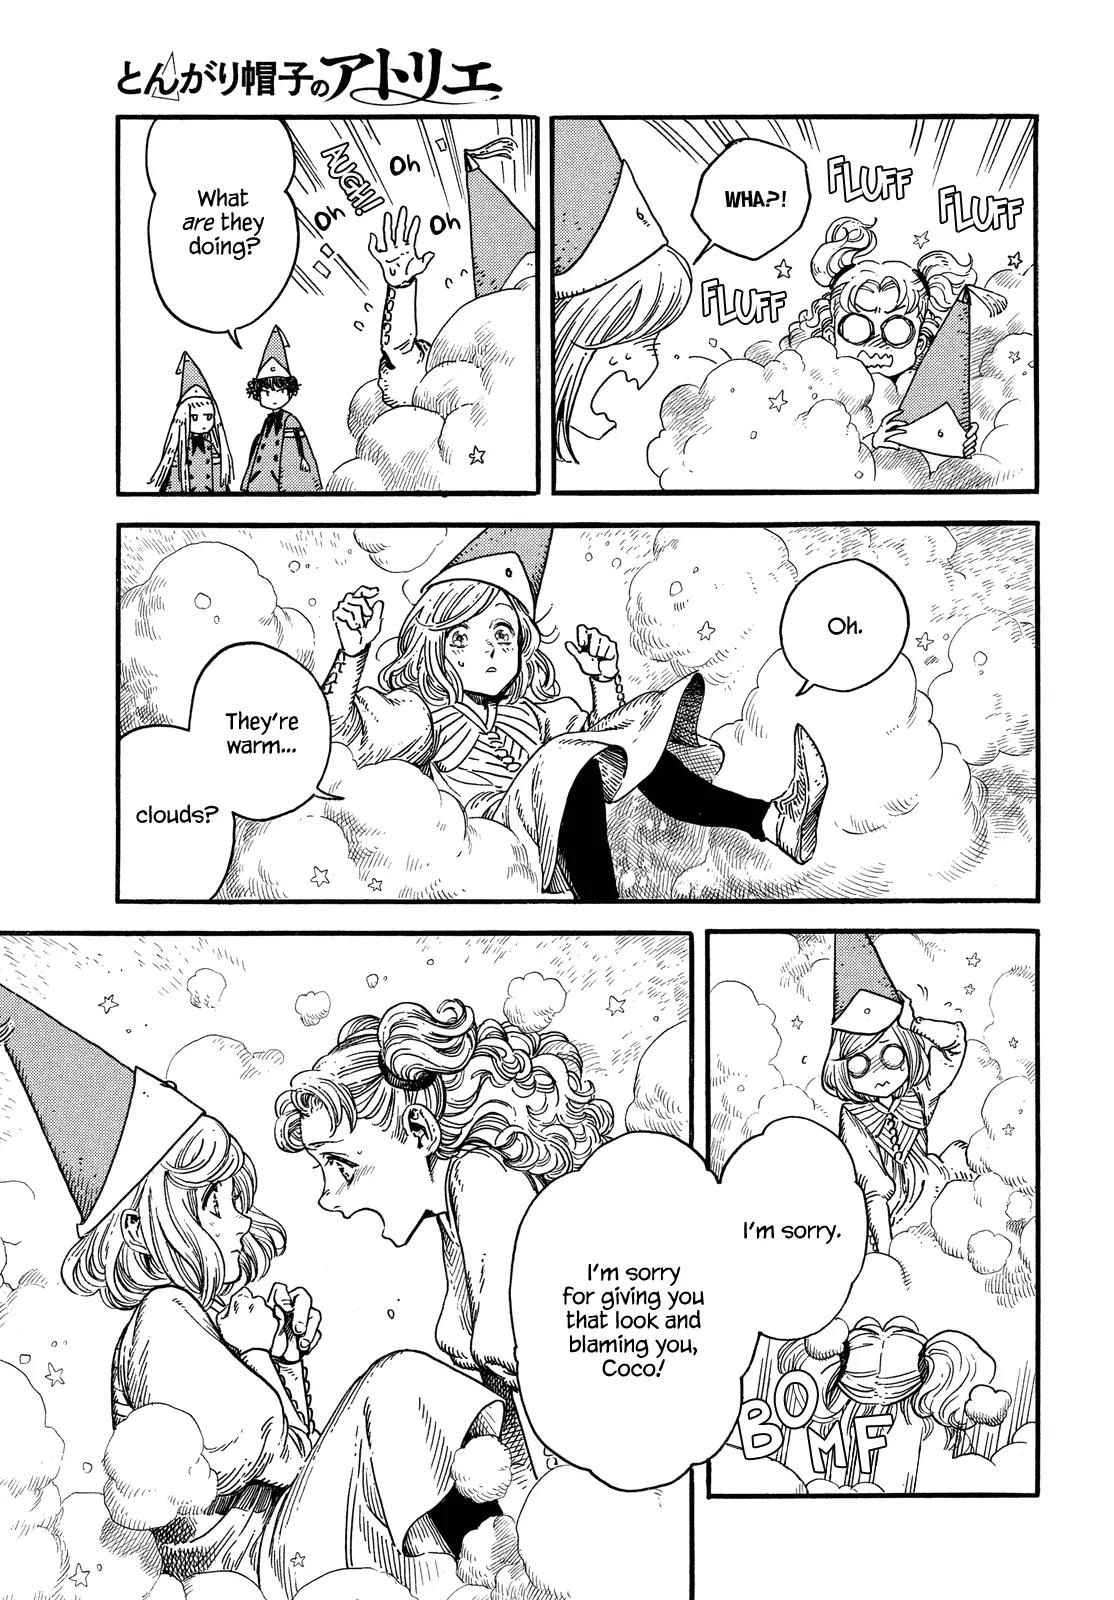 とんがり帽子のアトリエ
WHA?!
FLUFF
FLUFF
FLUFF
AUGH!
Oh
Oh
Oh
What
are they
doing?
Oh.
They're
warm...
clouds?
I'm sorry.
BOMF
I'm sorry
for giving you
that look and
blaming you,
Coco!